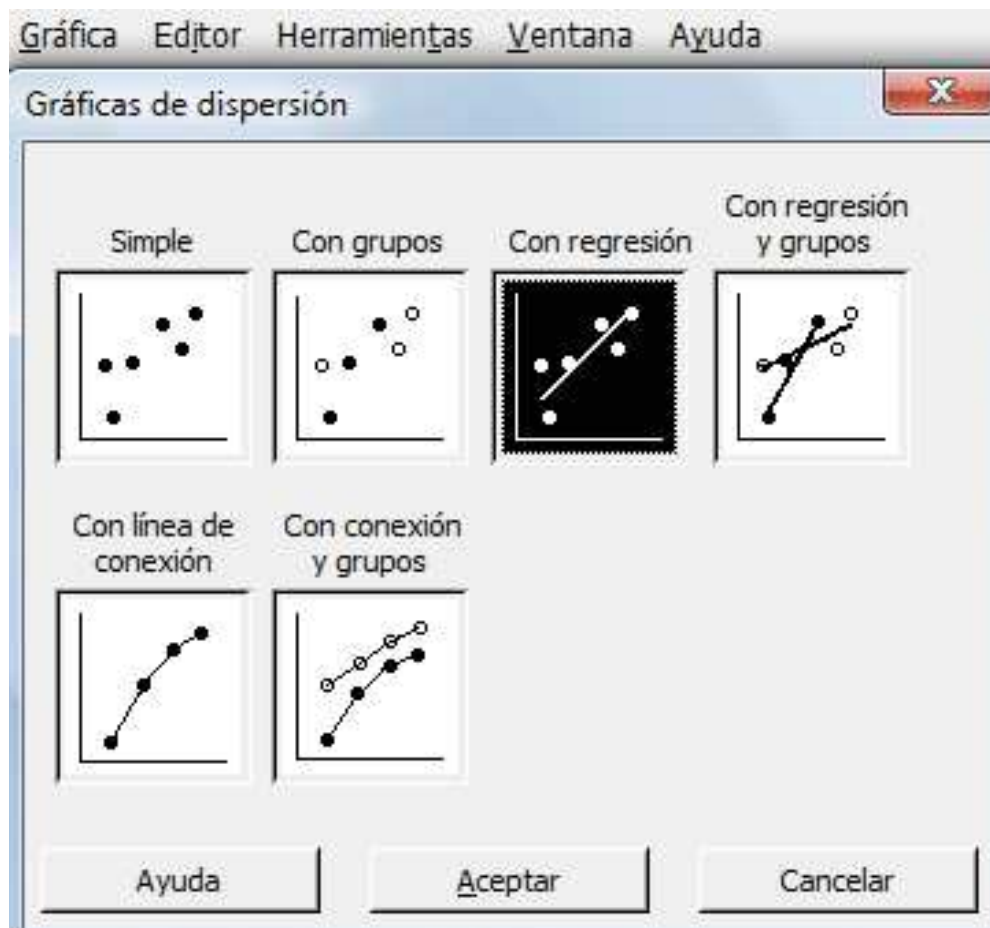 Gráfica Editor Herramientas Ventana Ayuda
Gráficas de dispersión
Simple
Con grupos
Con regresión
Con regresión
y grupos
Con línea de
conexión
Con conexión
y grupos
Ayuda
Aceptar
Cancelar